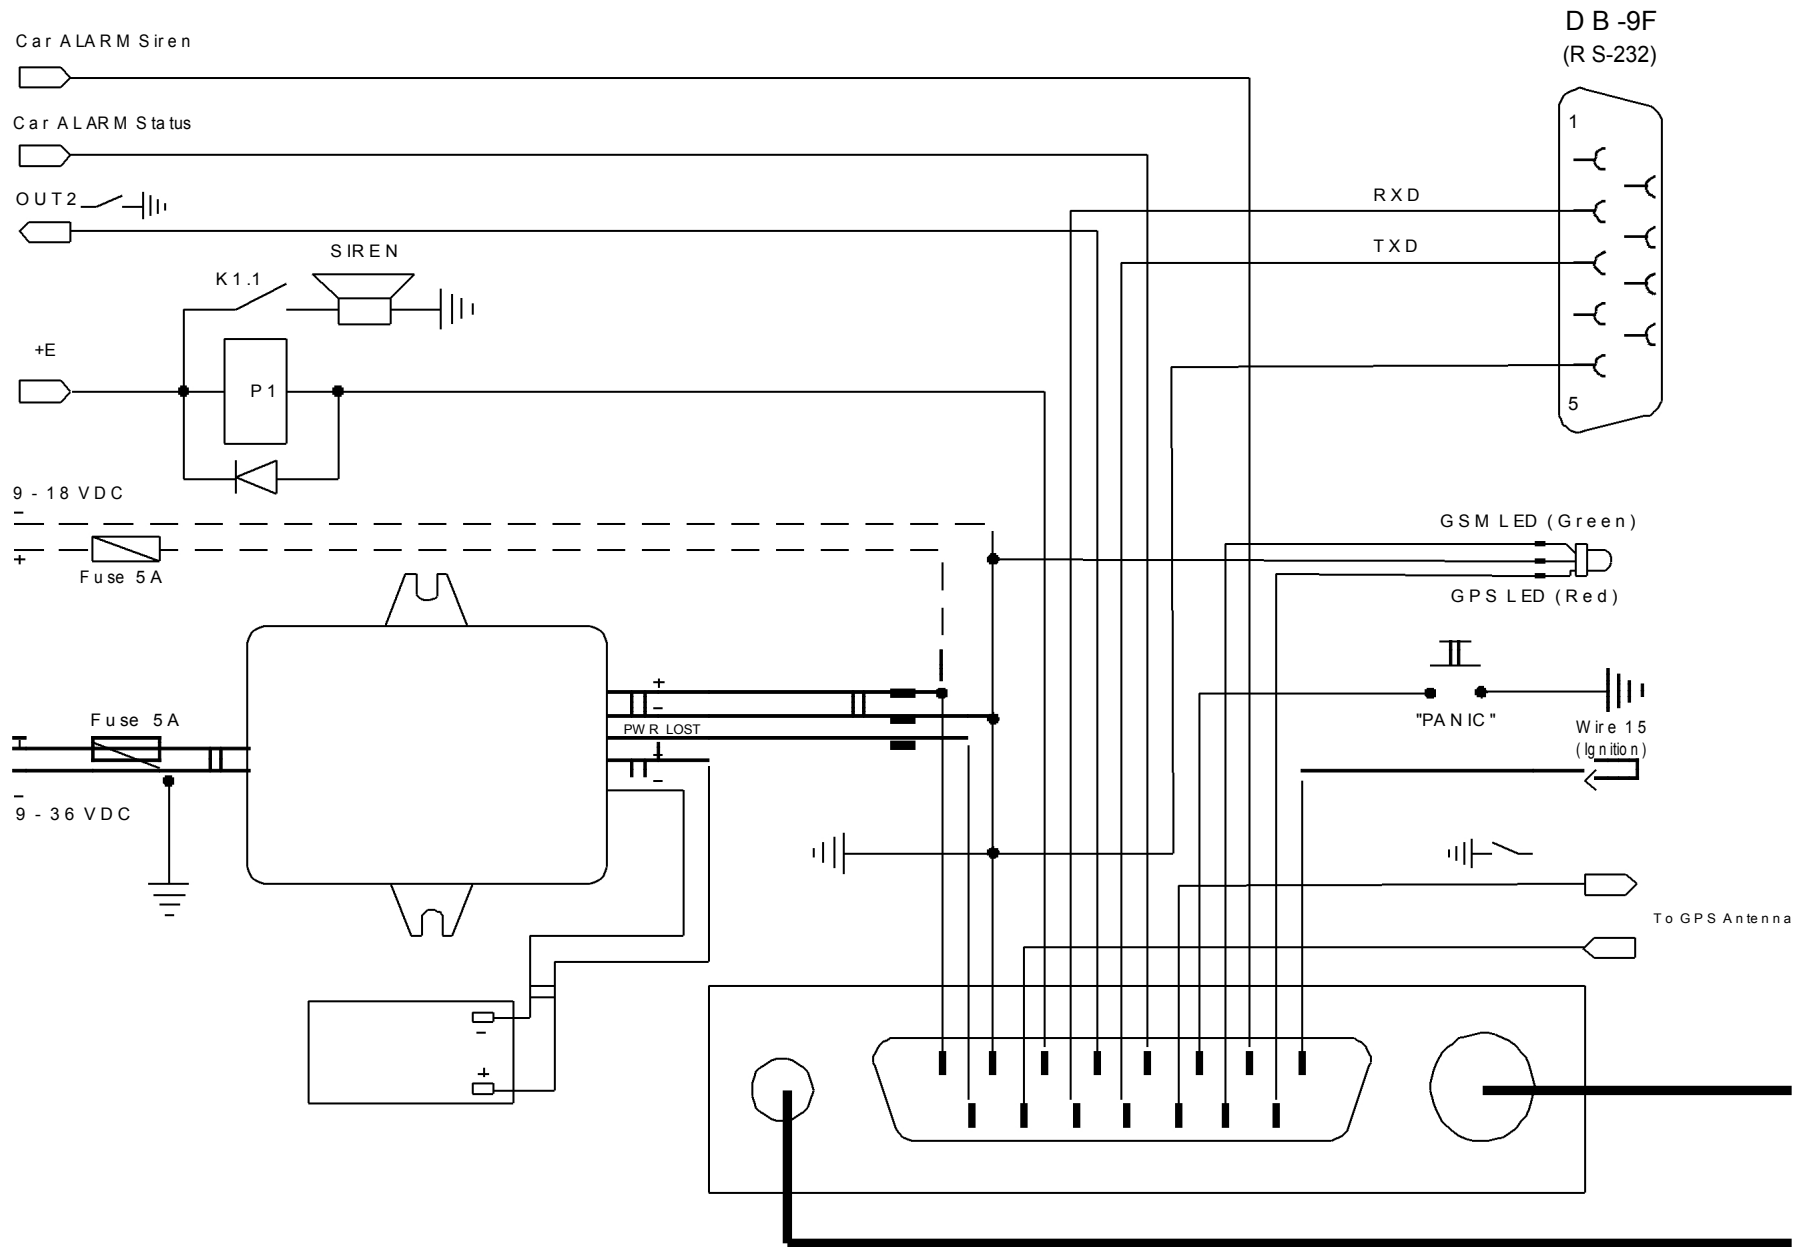 DB-9F
(RS-232)
Car ALARM Siren
Car ALARM Status
1
OUT2
RXD
SIREN
TXD
K1.1
+E
P1
5
9 - 18 VDC
−
+
Fuse 5A
GSM LED (Green)
GPS LED (Red)
+
−
PWR LOST
+
−
"PANIC"
Wire 15
(Ignition)
Fuse 5A
+
−
9 - 36 VDC
To GPS Antenna
−
+